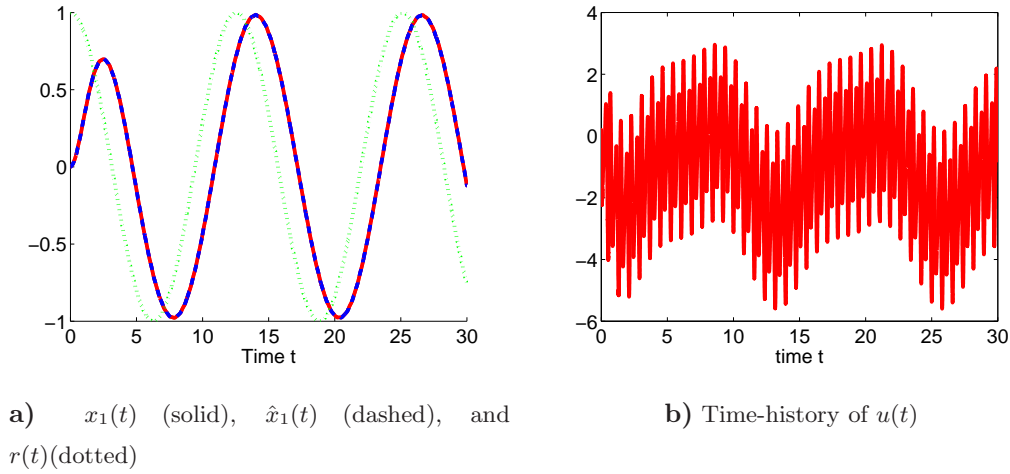 1
0.5
0
−0.5
−1
0 5 10 15 20 25 30
Time t
4
2
0
−2
−4
−6
0 5 10 15 20 25 30
time t
a) x₁(t) (solid), x̂₁(t) (dashed), and
r(t)(dotted)
b) Time-history of u(t)